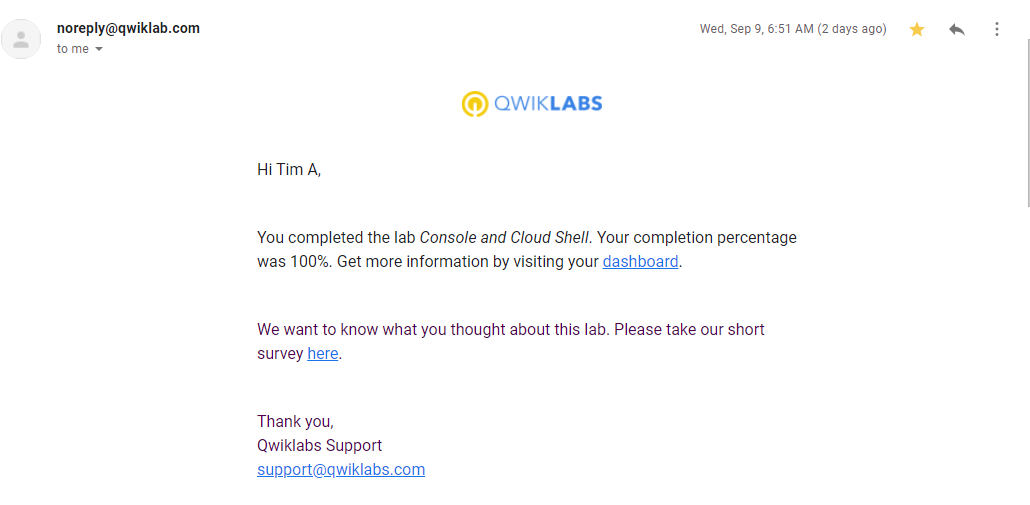 noreply@qwiklab.com
Wed, Sep 9, 6:51 AM (2 days ago)
to me
QWIKLABS
Hi Tim A,
You completed the lab Console and Cloud Shell. Your completion percentage
was 100%. Get more information by visiting your dashboard.
We want to know what you thought about this lab. Please take our short
survey here.
Thank you,
Qwiklabs Support
support@qwiklabs.com